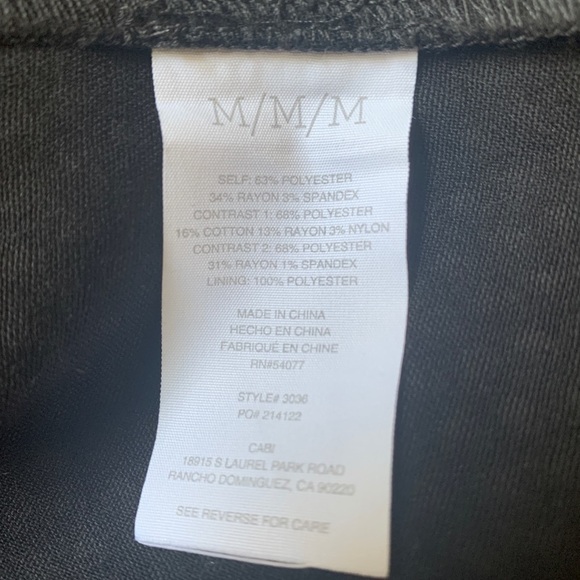 M/M/M
SELF: 63% POLYESTER
34% RAYON 3% SPANDEX
CONTRAST 1: 68% POLYESTER
16% COTTON 13% RAYON 3% NYLON
CONTRAST 2: 68% POLYESTER
31% RAYON 1% SPANDEX
LINING: 100% POLYESTER
MADE IN CHINA
HECHO EN CHINA
FABRIQUÉ EN CHINE
RN#54077
STYLE# 3036
PO# 214122
CABI
18915 S LAUREL PARK ROAD
RANCHO DOMINGUEZ, CA 90220
SEE REVERSE FOR CARE